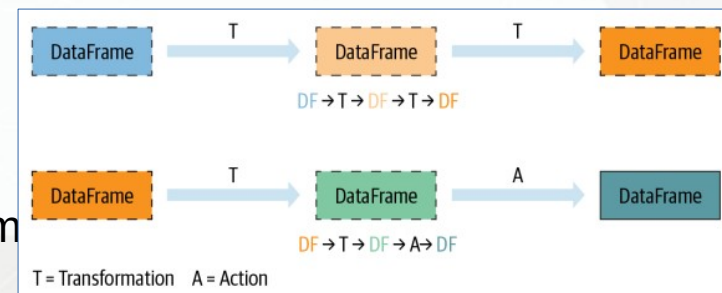 T T
DataFrame DataFrame DataFrame
DF → T → DF → T → DF
T A
DataFrame DataFrame DataFrame
m
DF → T → DF → A → DF
T = Transformation A = Action